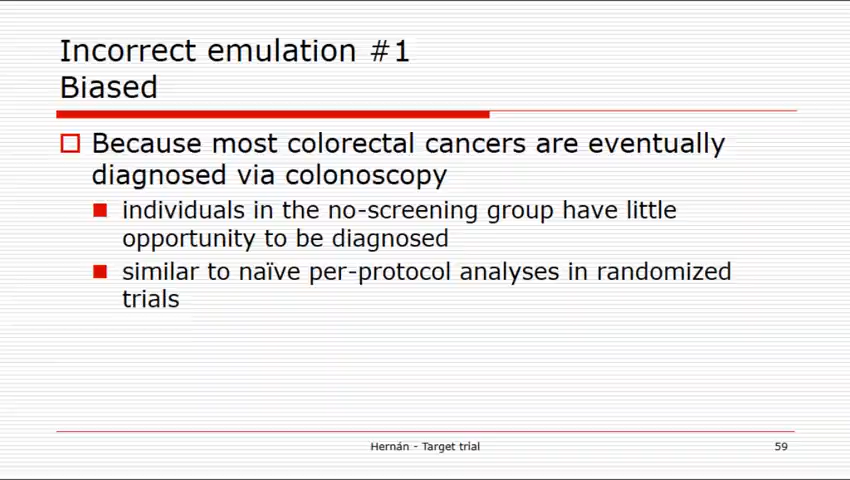 Incorrect emulation #1
Biased
Because most colorectal cancers are eventually
diagnosed via colonoscopy
individuals in the no-screening group have little
opportunity to be diagnosed
similar to naïve per-protocol analyses in randomized
trials
Hernán - Target trial
59